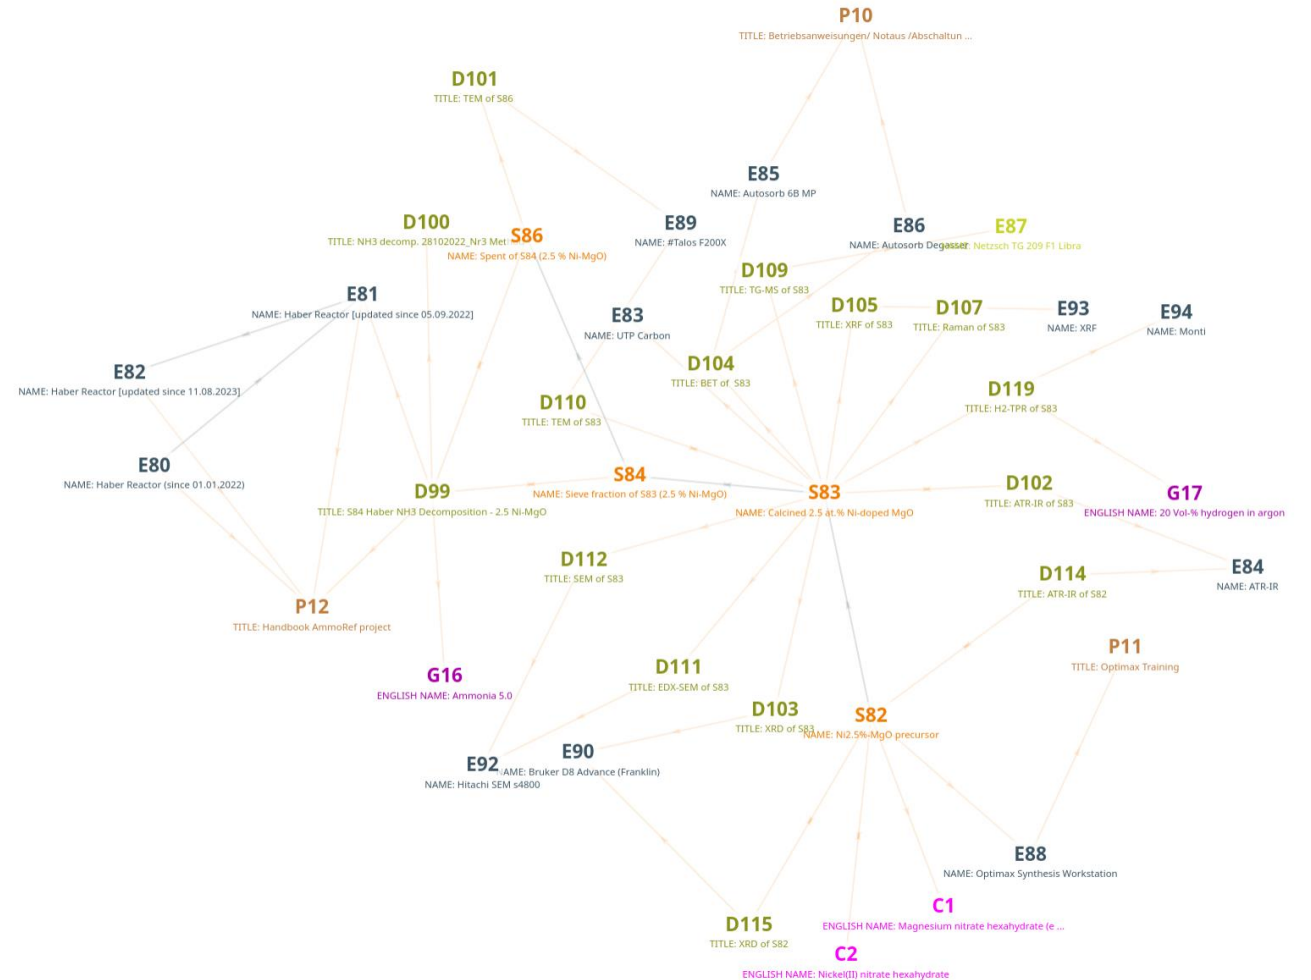 P10
TITLE: Betriebsanweisungen/ Notaus /Abschaltun ...
D101
TITLE: TEM of S86
E85
NAME: Autosorb 6B MP
D100
TITLE: NH3 decomp. 28102022_Nr3 Met
S86
NAME: Spent of S84 (2.5 % Ni-MgO)
E89
NAME: #Talos F200X
E86
NAME: Autosorb Degasser
E87
Netzsch TG 209 F1 Libra
D109
TITLE: TG-MS of S83
E81
NAME: Haber Reactor [updated since 05.09.2022]
E83
NAME: UTP Carbon
D105
TITLE: XRF of S83
D107
TITLE: Raman of S83
E93
NAME: XRF
E94
NAME: Monti
E82
NAME: Haber Reactor [updated since 11.08.2023]
D104
TITLE: BET of S83
D110
TITLE: TEM of S83
D119
TITLE: H2-TPR of S83
E80
NAME: Haber Reactor (since 01.01.2022)
D99
TITLE: S84 Haber NH3 Decomposition - 2.5 Ni-MgO
S84
NAME: Sieve fraction of S83 (2.5 % Ni-MgO)
S83
NAME: Calcined 2.5 at.% Ni-doped MgO
D102
TITLE: ATR-IR of S83
G17
ENGLISH NAME: 20 Vol-% hydrogen in argon
D112
TITLE: SEM of S83
D114
TITLE: ATR-IR of S82
E84
NAME: ATR-IR
P12
TITLE: Handbook AmmoRef project
P11
TITLE: Optimax Training
G16
ENGLISH NAME: Ammonia 5.0
D111
TITLE: EDX-SEM of S83
D103
TITLE: XRD of S83
S82
NAME: Ni2.5%-MgO precursor
E92
NAME: Hitachi SEM s4800
E90
NAME: Bruker D8 Advance (Franklin)
E88
NAME: Optimax Synthesis Workstation
C1
ENGLISH NAME: Magnesium nitrate hexahydrate (e ...
D115
TITLE: XRD of S82
C2
ENGLISH NAME: Nickel(II) nitrate hexahydrate